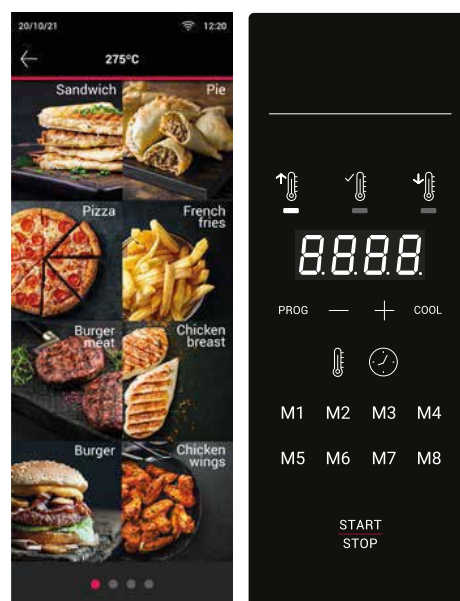 20/10/21 12:20
275°C
Sandwich
Pie
Pizza
French
fries
Burger
meat
Chicken
breast
Burger
Chicken
wings
8.8.8.8.
PROG — + COOL
M1 M2 M3 M4
M5 M6 M7 M8
START
STOP